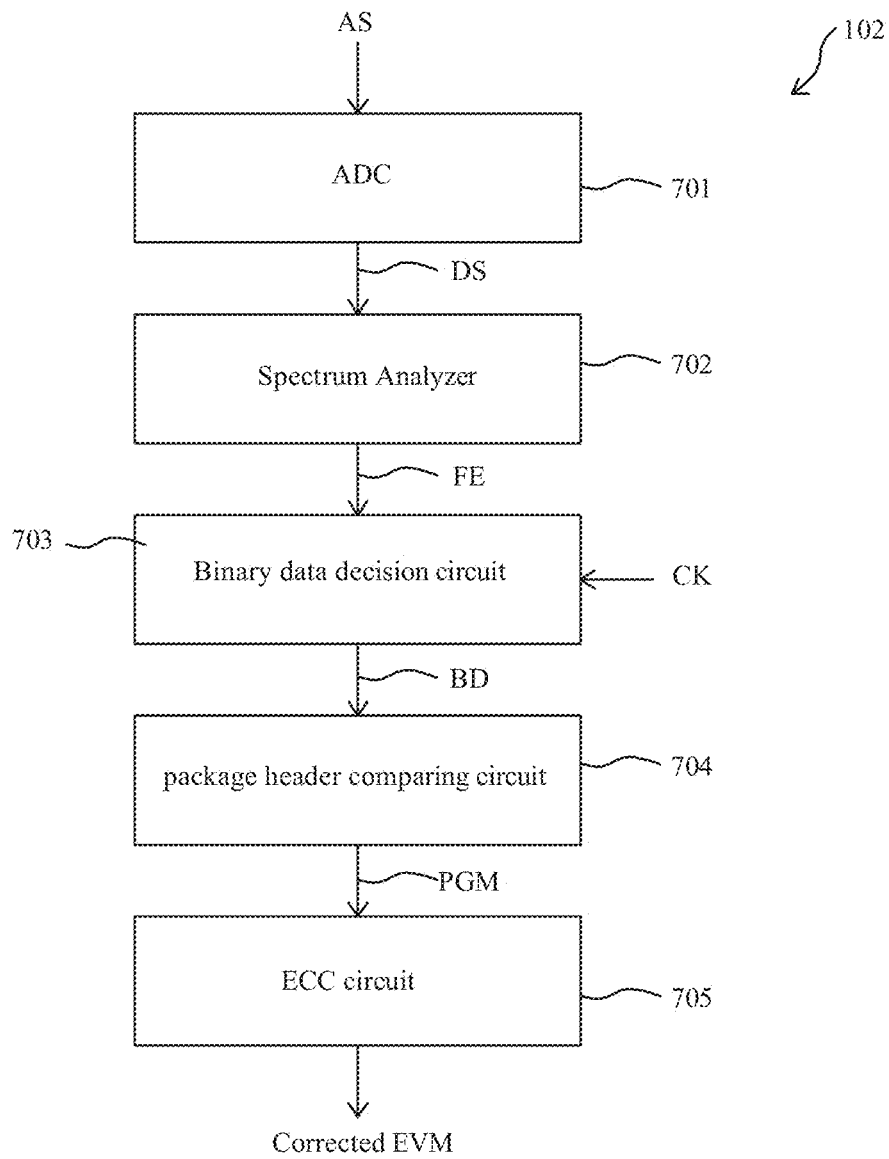 AS
102
ADC
701
DS
Spectrum Analyzer
702
FE
703
Binary data decision circuit
CK
BD
package header comparing circuit
704
PGM
ECC circuit
705
Corrected EVM